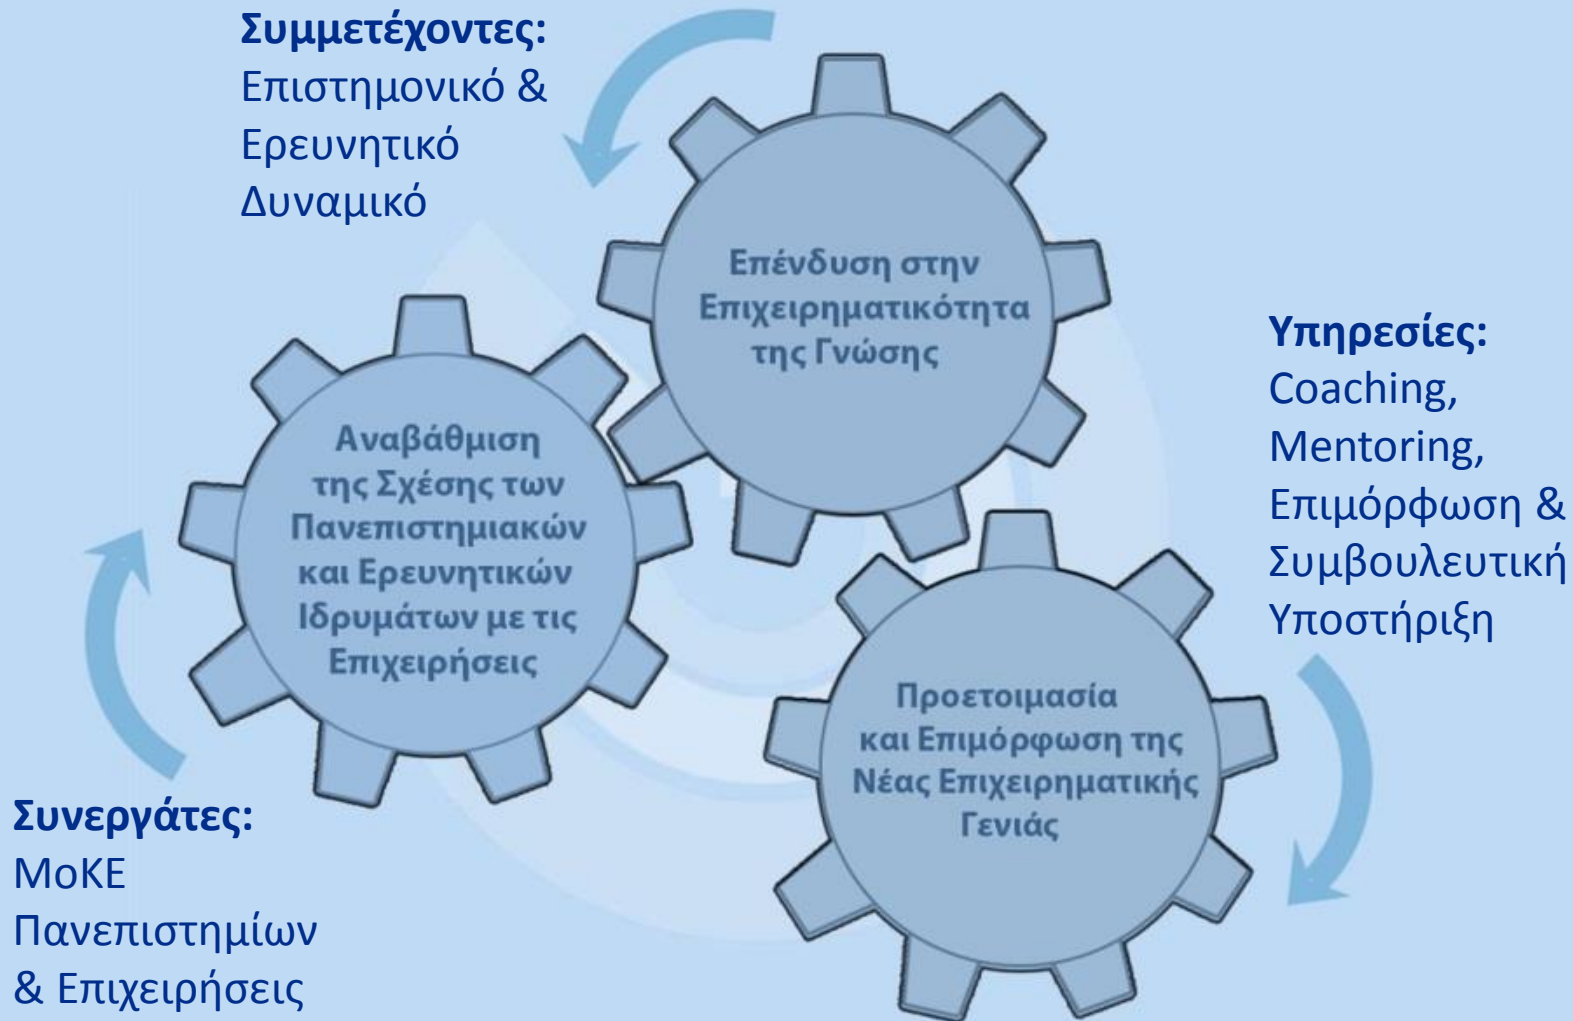 Συμμετέχοντες:
Επιστημονικό &
Ερευνητικό
Δυναμικό
Επένδυση στην
Επιχειρηματικότητα
της Γνώσης
Αναβάθμιση
της Σχέσης των
Πανεπιστημιακών
και Ερευνητικών
Ιδρυμάτων με τις
Επιχειρήσεις
Υπηρεσίες:
Coaching,
Mentoring,
Επιμόρφωση &
Συμβουλευτική
Υποστήριξη
Προετοιμασία
και Επιμόρφωση της
Νέας Επιχειρηματικής
Γενιάς
Συνεργάτες:
ΜοΚΕ
Πανεπιστημίων
& Επιχειρήσεις